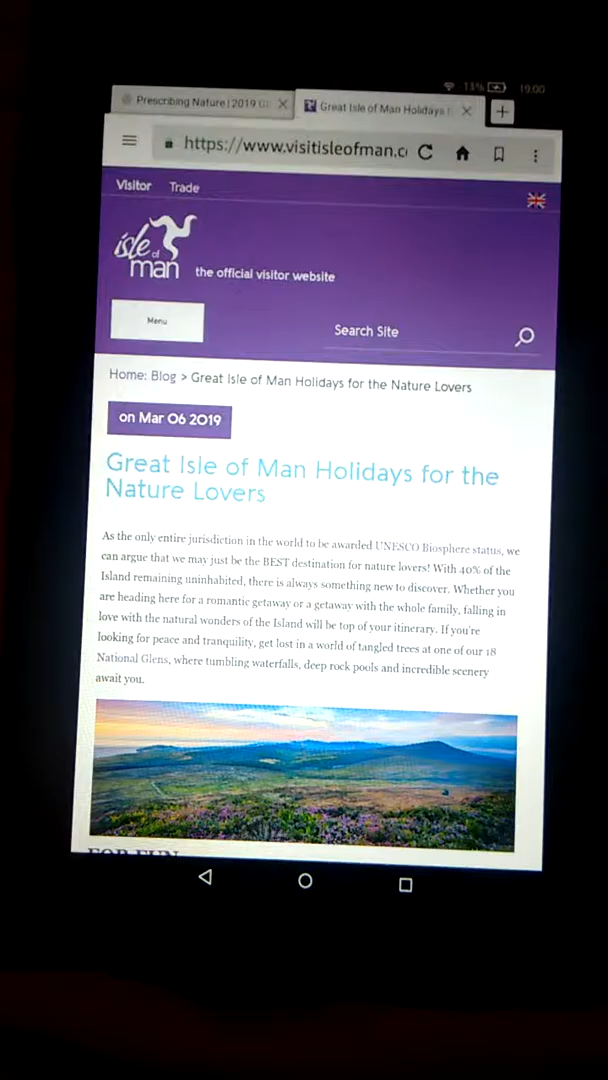 13% 19:00
Prescribing Nature | 2019
Great Isle of Man Holidays
https://www.visitisleofman.c
Visitor Trade
isle of
man the official visitor website
Menu
Search Site
Home: Blog > Great Isle of Man Holidays for the Nature Lovers
on Mar 06 2019
Great Isle of Man Holidays for the
Nature Lovers
As the only entire jurisdiction in the world to be awarded UNESCO Biosphere status, we
can argue that we may just be the BEST destination for nature lovers! With 40% of the
Island remaining uninhabited, there is always something new to discover. Whether you
are heading here for a romantic getaway or a getaway with the whole family, falling in
love with the natural wonders of the Island will be top of your itinerary. If you're
looking for peace and tranquility, get lost in a world of tangled trees at one of our 18
National Glens, where tumbling waterfalls, deep rock pools and incredible scenery
await you.
FOR FUN